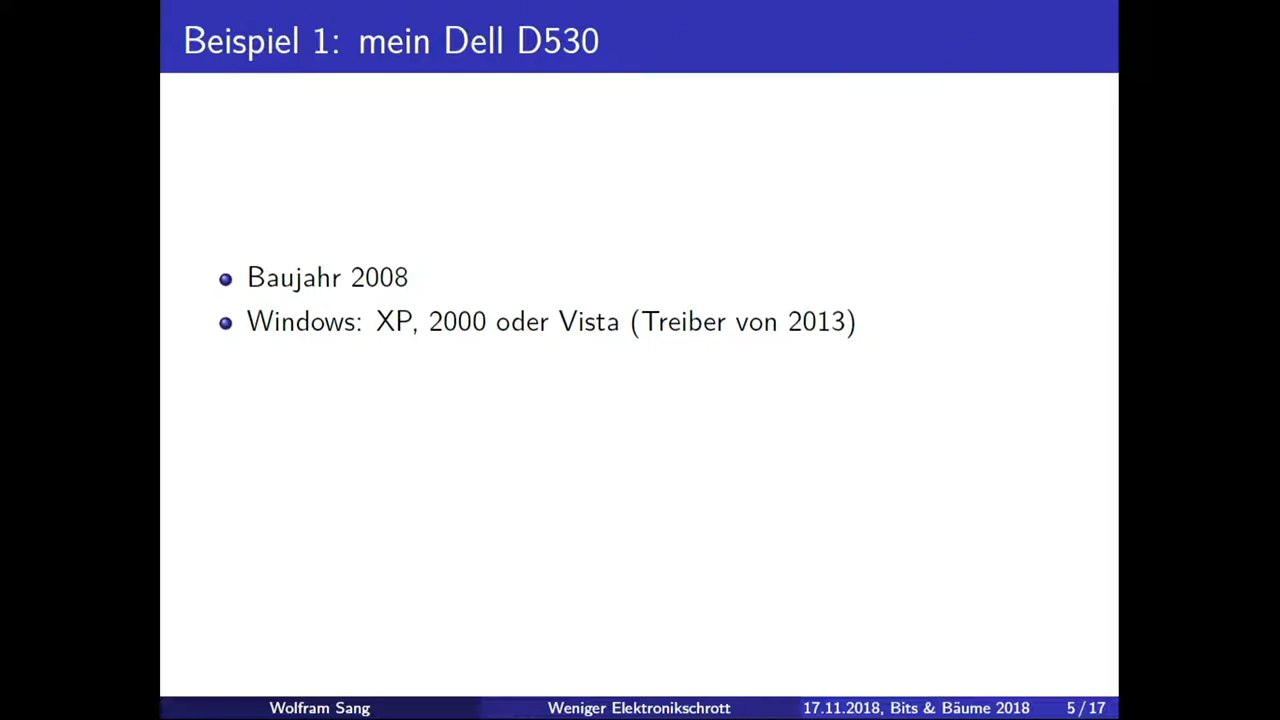 Beispiel 1: mein Dell D530
Baujahr 2008
Windows: XP, 2000 oder Vista (Treiber von 2013)
Wolfram Sang Weniger Elektronikschrott 17.11.2018, Bits & Bäume 2018 5 / 17